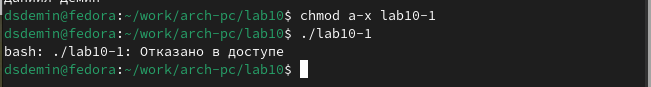 dsdemin@fedora:~/work/arch-pc/lab10$ chmod a-x lab10-1
dsdemin@fedora:~/work/arch-pc/lab10$ ./lab10-1
bash: ./lab10-1: Отказано в доступе
dsdemin@fedora:~/work/arch-pc/lab10$